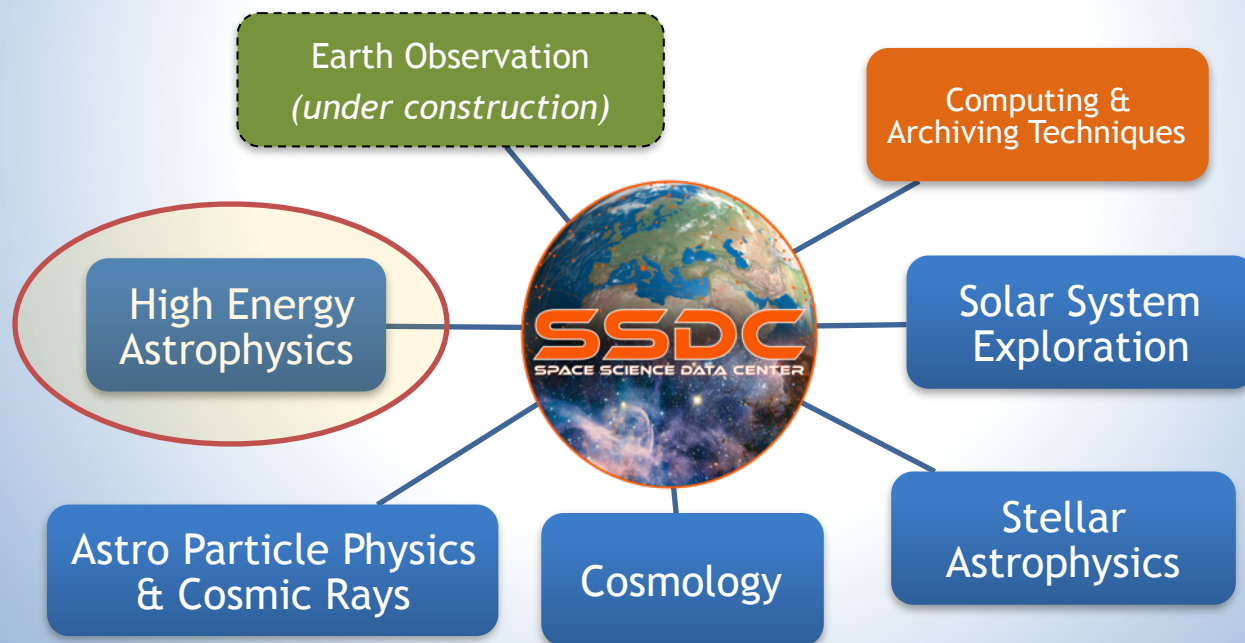 Earth Observation
(under construction)
Computing &
Archiving Techniques
High Energy
Astrophysics
SSDC
SPACE SCIENCE DATA CENTER
Solar System
Exploration
Astro Particle Physics
& Cosmic Rays
Cosmology
Stellar
Astrophysics